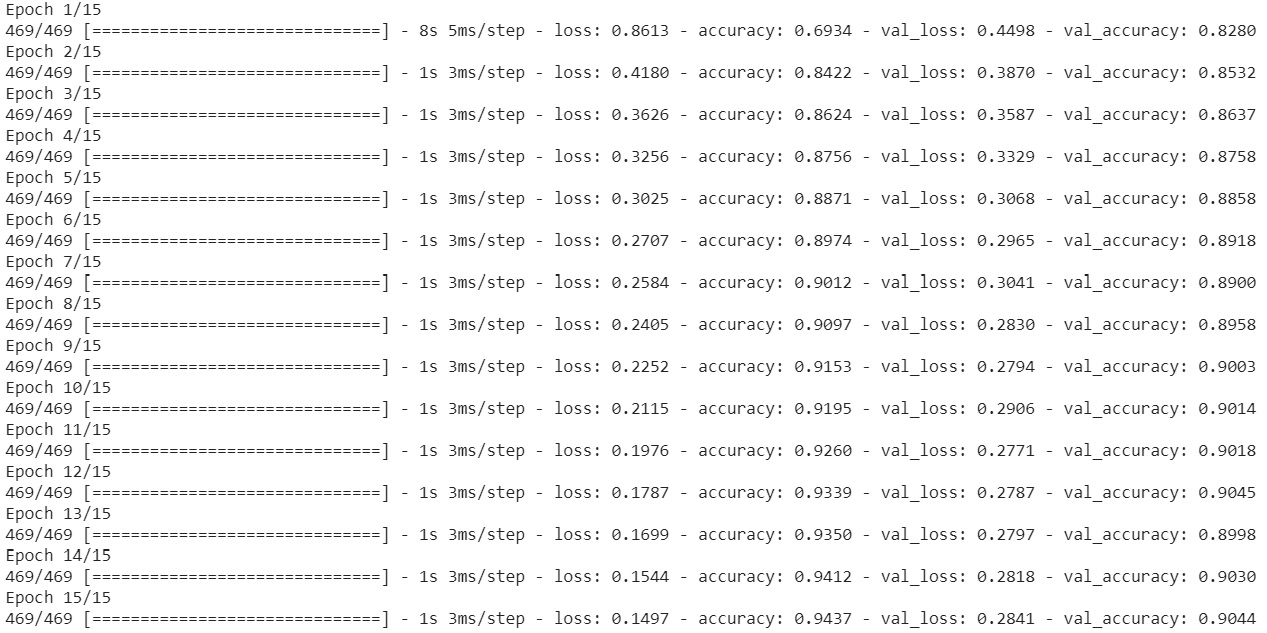 Epoch 1/15
469/469 [==============================] - 8s 5ms/step - loss: 0.8613 - accuracy: 0.6934 - val_loss: 0.4498 - val_accuracy: 0.8280
Epoch 2/15
469/469 [==============================] - 1s 3ms/step - loss: 0.4180 - accuracy: 0.8422 - val_loss: 0.3870 - val_accuracy: 0.8532
Epoch 3/15
469/469 [==============================] - 1s 3ms/step - loss: 0.3626 - accuracy: 0.8624 - val_loss: 0.3587 - val_accuracy: 0.8637
Epoch 4/15
469/469 [==============================] - 1s 3ms/step - loss: 0.3256 - accuracy: 0.8756 - val_loss: 0.3329 - val_accuracy: 0.8758
Epoch 5/15
469/469 [==============================] - 1s 3ms/step - loss: 0.3025 - accuracy: 0.8871 - val_loss: 0.3068 - val_accuracy: 0.8858
Epoch 6/15
469/469 [==============================] - 1s 3ms/step - loss: 0.2707 - accuracy: 0.8974 - val_loss: 0.2965 - val_accuracy: 0.8918
Epoch 7/15
469/469 [==============================] - 1s 3ms/step - loss: 0.2584 - accuracy: 0.9012 - val_loss: 0.3041 - val_accuracy: 0.8900
Epoch 8/15
469/469 [==============================] - 1s 3ms/step - loss: 0.2405 - accuracy: 0.9097 - val_loss: 0.2830 - val_accuracy: 0.8958
Epoch 9/15
469/469 [==============================] - 1s 3ms/step - loss: 0.2252 - accuracy: 0.9153 - val_loss: 0.2794 - val_accuracy: 0.9003
Epoch 10/15
469/469 [==============================] - 1s 3ms/step - loss: 0.2115 - accuracy: 0.9195 - val_loss: 0.2906 - val_accuracy: 0.9014
Epoch 11/15
469/469 [==============================] - 1s 3ms/step - loss: 0.1976 - accuracy: 0.9260 - val_loss: 0.2771 - val_accuracy: 0.9018
Epoch 12/15
469/469 [==============================] - 1s 3ms/step - loss: 0.1787 - accuracy: 0.9339 - val_loss: 0.2787 - val_accuracy: 0.9045
Epoch 13/15
469/469 [==============================] - 1s 3ms/step - loss: 0.1699 - accuracy: 0.9350 - val_loss: 0.2797 - val_accuracy: 0.8998
Epoch 14/15
469/469 [==============================] - 1s 3ms/step - loss: 0.1544 - accuracy: 0.9412 - val_loss: 0.2818 - val_accuracy: 0.9030
Epoch 15/15
469/469 [==============================] - 1s 3ms/step - loss: 0.1497 - accuracy: 0.9437 - val_loss: 0.2841 - val_accuracy: 0.9044